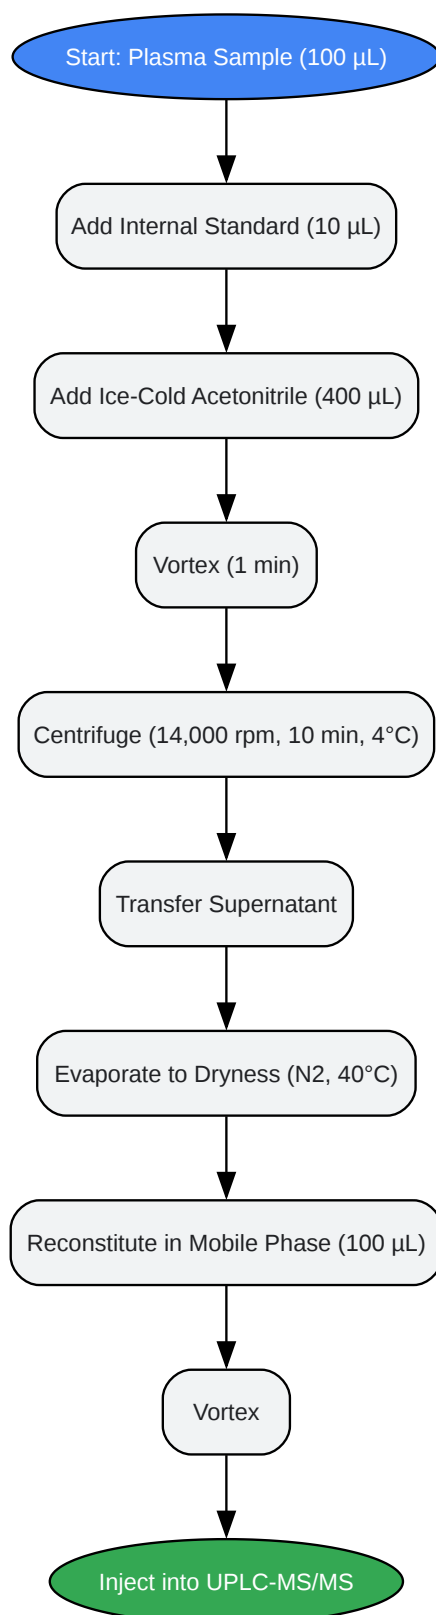 Start: Plasma Sample (100 µL)
Add Internal Standard (10 µL)
Add Ice-Cold Acetonitrile (400 µL)
Vortex (1 min)
Centrifuge (14,000 rpm, 10 min, 4°C)
Transfer Supernatant
Evaporate to Dryness (N2, 40°C)
Reconstitute in Mobile Phase (100 µL)
Vortex
Inject into UPLC-MS/MS